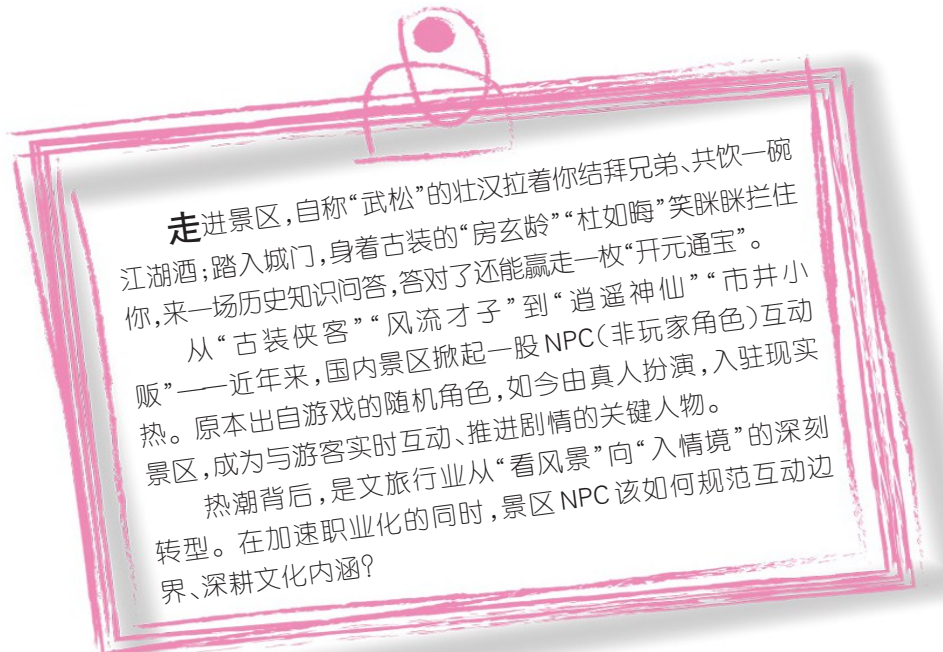 走进景区，自称“武松”的壮汉拉着你结拜兄弟、共饮一碗
江湖酒；踏入城门，身着古装的“房玄龄”“杜如晦”笑眯眯拦住
你，来一场历史知识问答，答对了还能赢走一枚“开元通宝”。
从“古装侠客”“风流才子”到“逍遥神仙”“市井小
贩”——近年来，国内景区掀起一股NPC（非玩家角色）互动
热。原本出自游戏的随机角色，如今由真人扮演，入驻现实
景区，成为与游客实时互动、推进剧情的关键人物。
热潮背后，是文旅行业从“看风景”向“入情境”的深刻
转型。在加速职业化的同时，景区NPC该如何规范互动边
界、深耕文化内涵？